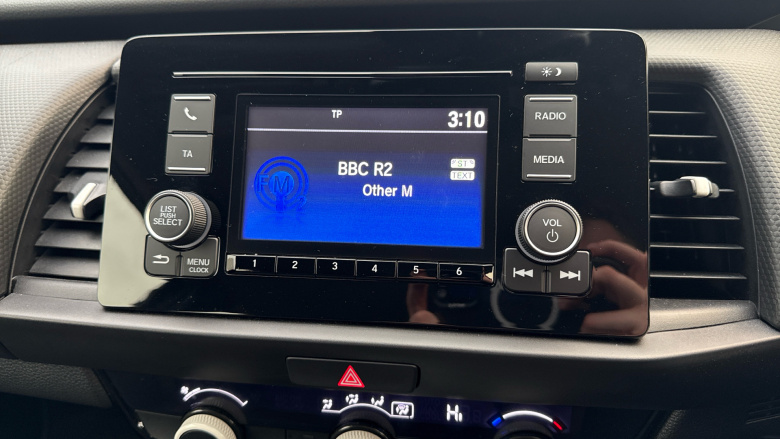 TP 3:10
FM
BBC R2
ST
TEXT
Other M
TA
LIST
PUSH
SELECT
MENU
CLOCK
1 2 3 4 5 6
RADIO
MEDIA
VOL
Hi